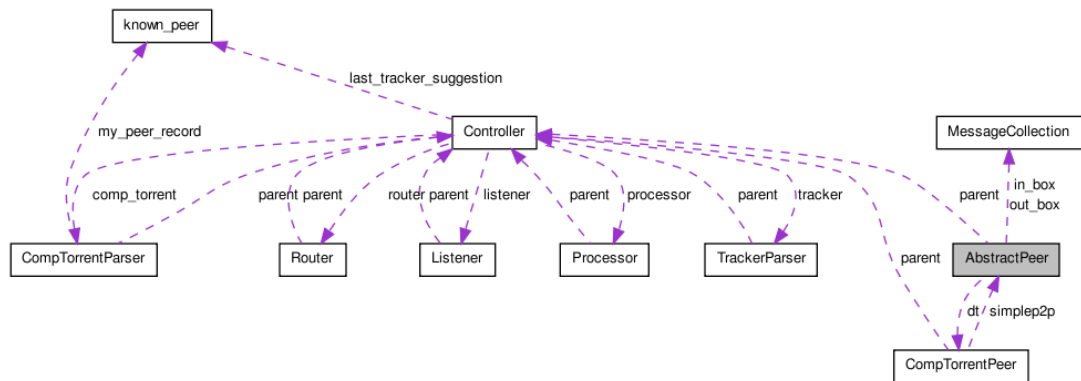 known_peer
last_tracker_suggestion
Controller
MessageCollection
my_peer_record
comp_torrent
parent parent
router parent
listener
parent
processor
parent
tracker
parent
in_box
out_box
CompTorrentParser
Router
Listener
Processor
TrackerParser
parent
AbstractPeer
dt
simplep2p
CompTorrentPeer